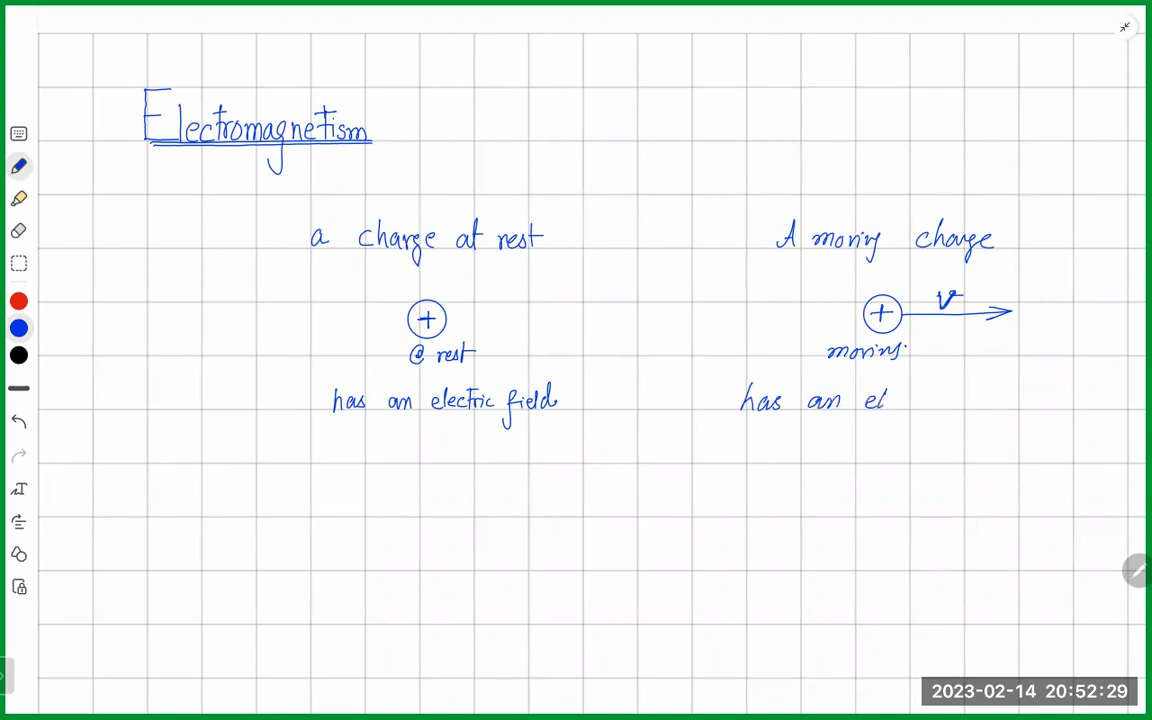 Electromagnetism
a charge at rest
A moving charge
+
+
v
@ rest
moving.
has an electric field
has an el
2023-02-14 20:52:29